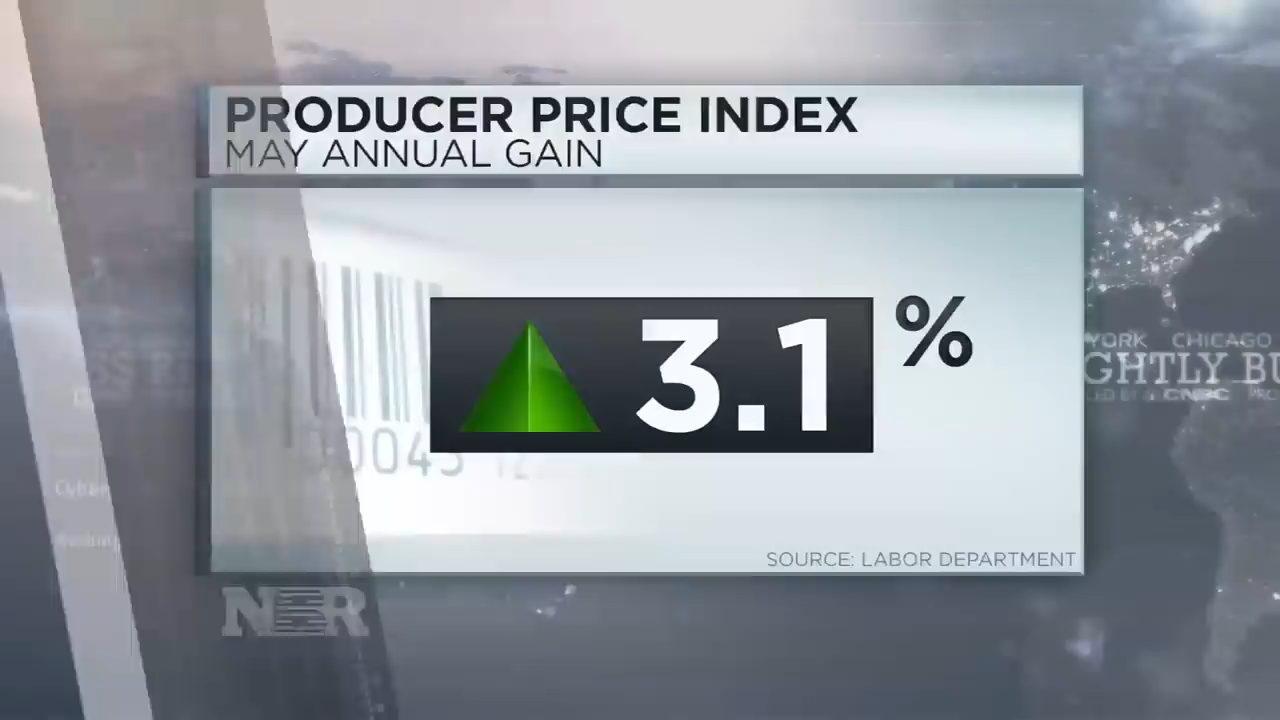 PRODUCER PRICE INDEX
MAY ANNUAL GAIN
3.1 %
YORK CHICAGO
GHTLY BU
CNBC
SOURCE: LABOR DEPARTMENT
NBR